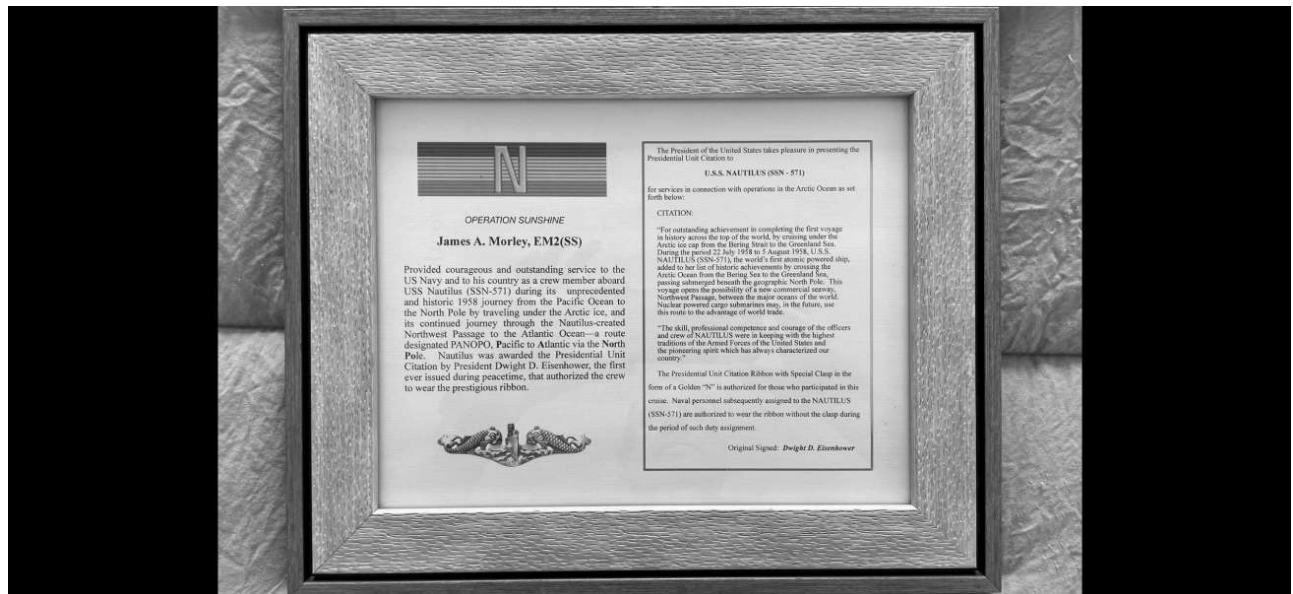 N
OPERATION SUNSHINE
James A. Morley, EM2(SS)
Provided courageous and outstanding service to the
US Navy and to his country as a crew member aboard
USS Nautilus (SSN-571) during its unprecedented
and historic 1958 journey from the Pacific Ocean to
the North Pole by traveling under the Arctic ice, and
its continued journey through the Nautilus-created
Northwest Passage to the Atlantic Ocean—a route
designated PANOPO, Pacific to Atlantic via the North
Pole. Nautilus was awarded the Presidential Unit
Citation by President Dwight D. Eisenhower, the first
ever issued during peacetime, that authorized the crew
to wear the prestigious ribbon.
The President of the United States takes pleasure in presenting the
Presidential Unit Citation to
U.S.S. NAUTILUS (SSN - 571)
for services in connection with operations in the Arctic Ocean as set
forth below:
CITATION:
"For outstanding achievement in completing the first voyage
in history across the top of the world, by cruising under the
Arctic ice cap from the Bering Strait to the Greenland Sea.
During the period 22 July 1958 to 5 August 1958, U.S.S.
NAUTILUS (SSN-571), the world's first atomic powered ship,
added to her list of historic achievements by crossing the
Arctic Ocean from the Bering Sea to the Greenland Sea,
passing submerged beneath the geographic North Pole. This
voyage opens the possibility of a new commercial seaway,
Northwest Passage, between the major oceans of the world.
Nuclear powered cargo submarines may, in the future, use
this route to the advantage of world trade.
"The skill, professional competence and courage of the officers
and crew of NAUTILUS were in keeping with the highest
traditions of the Armed Forces of the United States and
the pioneering spirit which has always characterized our
country."
The Presidential Unit Citation Ribbon with Special Clasp in the
form of a Golden "N" is authorized for those who participated in this
cruise. Naval personnel subsequently assigned to the NAUTILUS
(SSN-571) are authorized to wear the ribbon without the clasp during
the period of such duty assignment.
Original Signed: Dwight D. Eisenhower